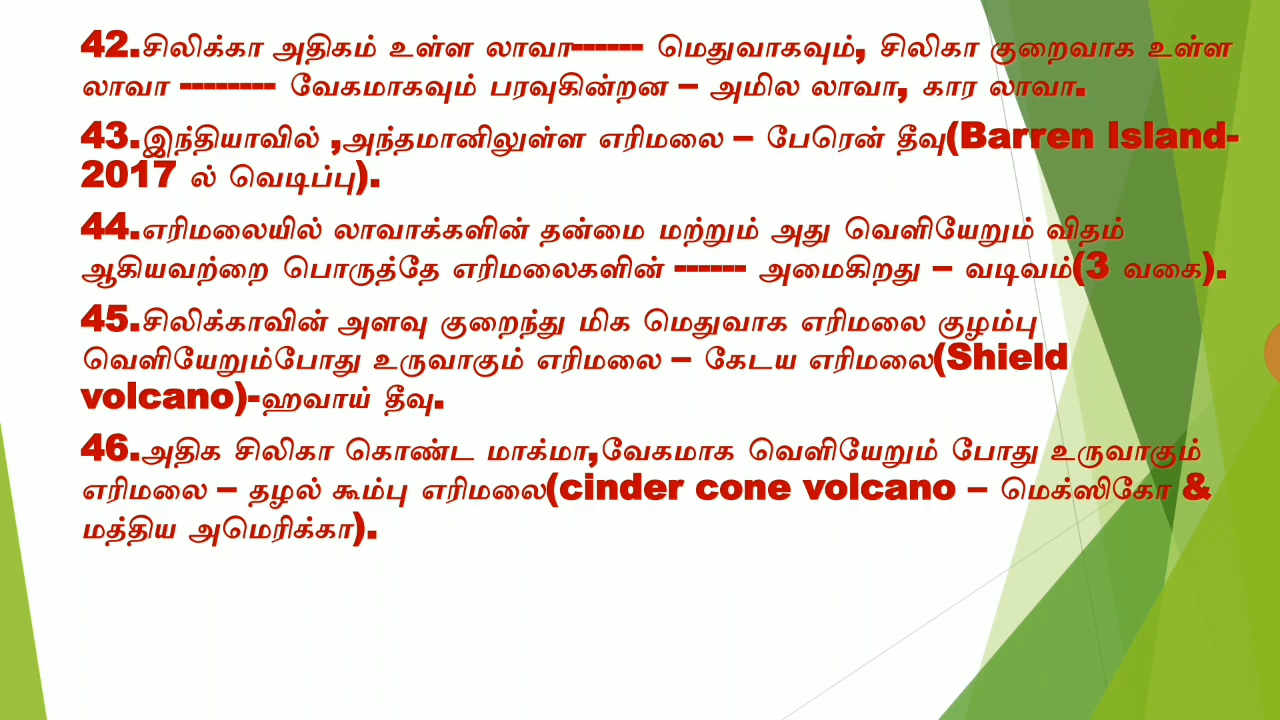 42.சிலிக்கா அதிகம் உள்ள லாவா------ மெதுவாகவும், சிலிகா குறைவாக உள்ள
லாவா -------- வேகமாகவும் பரவுகின்றன – அமில லாவா, கார லாவா.
43.இந்தியாவில் ,அந்தமானிலுள்ள எரிமலை – பேரென் தீவு(Barren Island-
2017 ல் வெடிப்பு).
44.எரிமலையில் லாவாக்களின் தன்மை மற்றும் அது வெளியேறும் விதம்
ஆகியவற்றை பொருத்தே எரிமலைகளின் ------ அமைகிறது – வடிவம்(3 வகை).
45.சிலிக்காவின் அளவு குறைந்து மிக மெதுவாக எரிமலை குழம்பு
வெளியேறும்போது உருவாகும் எரிமலை – கேடய எரிமலை(Shield
volcano)-ஹவாய் தீவு.
46.அதிக சிலிகா கொண்ட மாக்மா,வேகமாக வெளியேறும் போது உருவாகும்
எரிமலை – தழல் கூம்பு எரிமலை(cinder cone volcano – மெக்ஸிகோ &
மத்திய அமெரிக்கா).